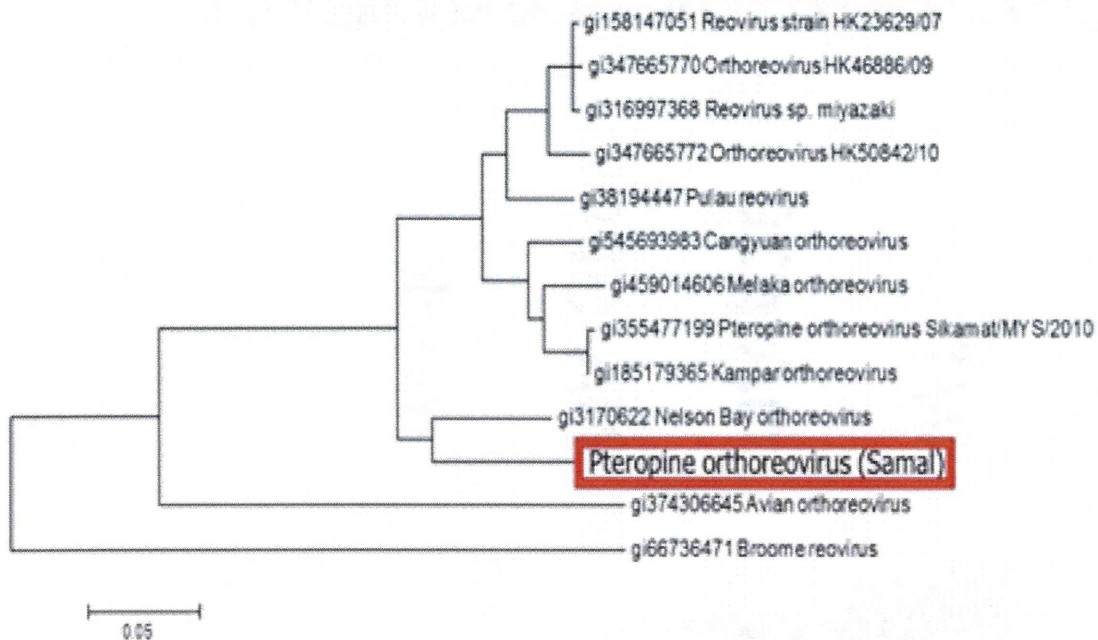 gi158147051 Reovirus strain HK23629/07
gi347665770 Orthoreovirus HK46886/09
gi316997368 Reovirus sp. miyazaki
gi347665772 Orthoreovirus HK50842/10
gi38194447 Pulau reovirus
gi545693983 Cangyuan orthoreovirus
gi459014606 Melaka orthoreovirus
gi355477199 Pteropine orthoreovirus Sikamat/MYS/2010
gi185179365 Kampar orthoreovirus
gi3170622 Nelson Bay orthoreovirus
Pteropine orthoreovirus (Samal)
gi374306645 Avian orthoreovirus
gi66736471 Broome reovirus
0.05